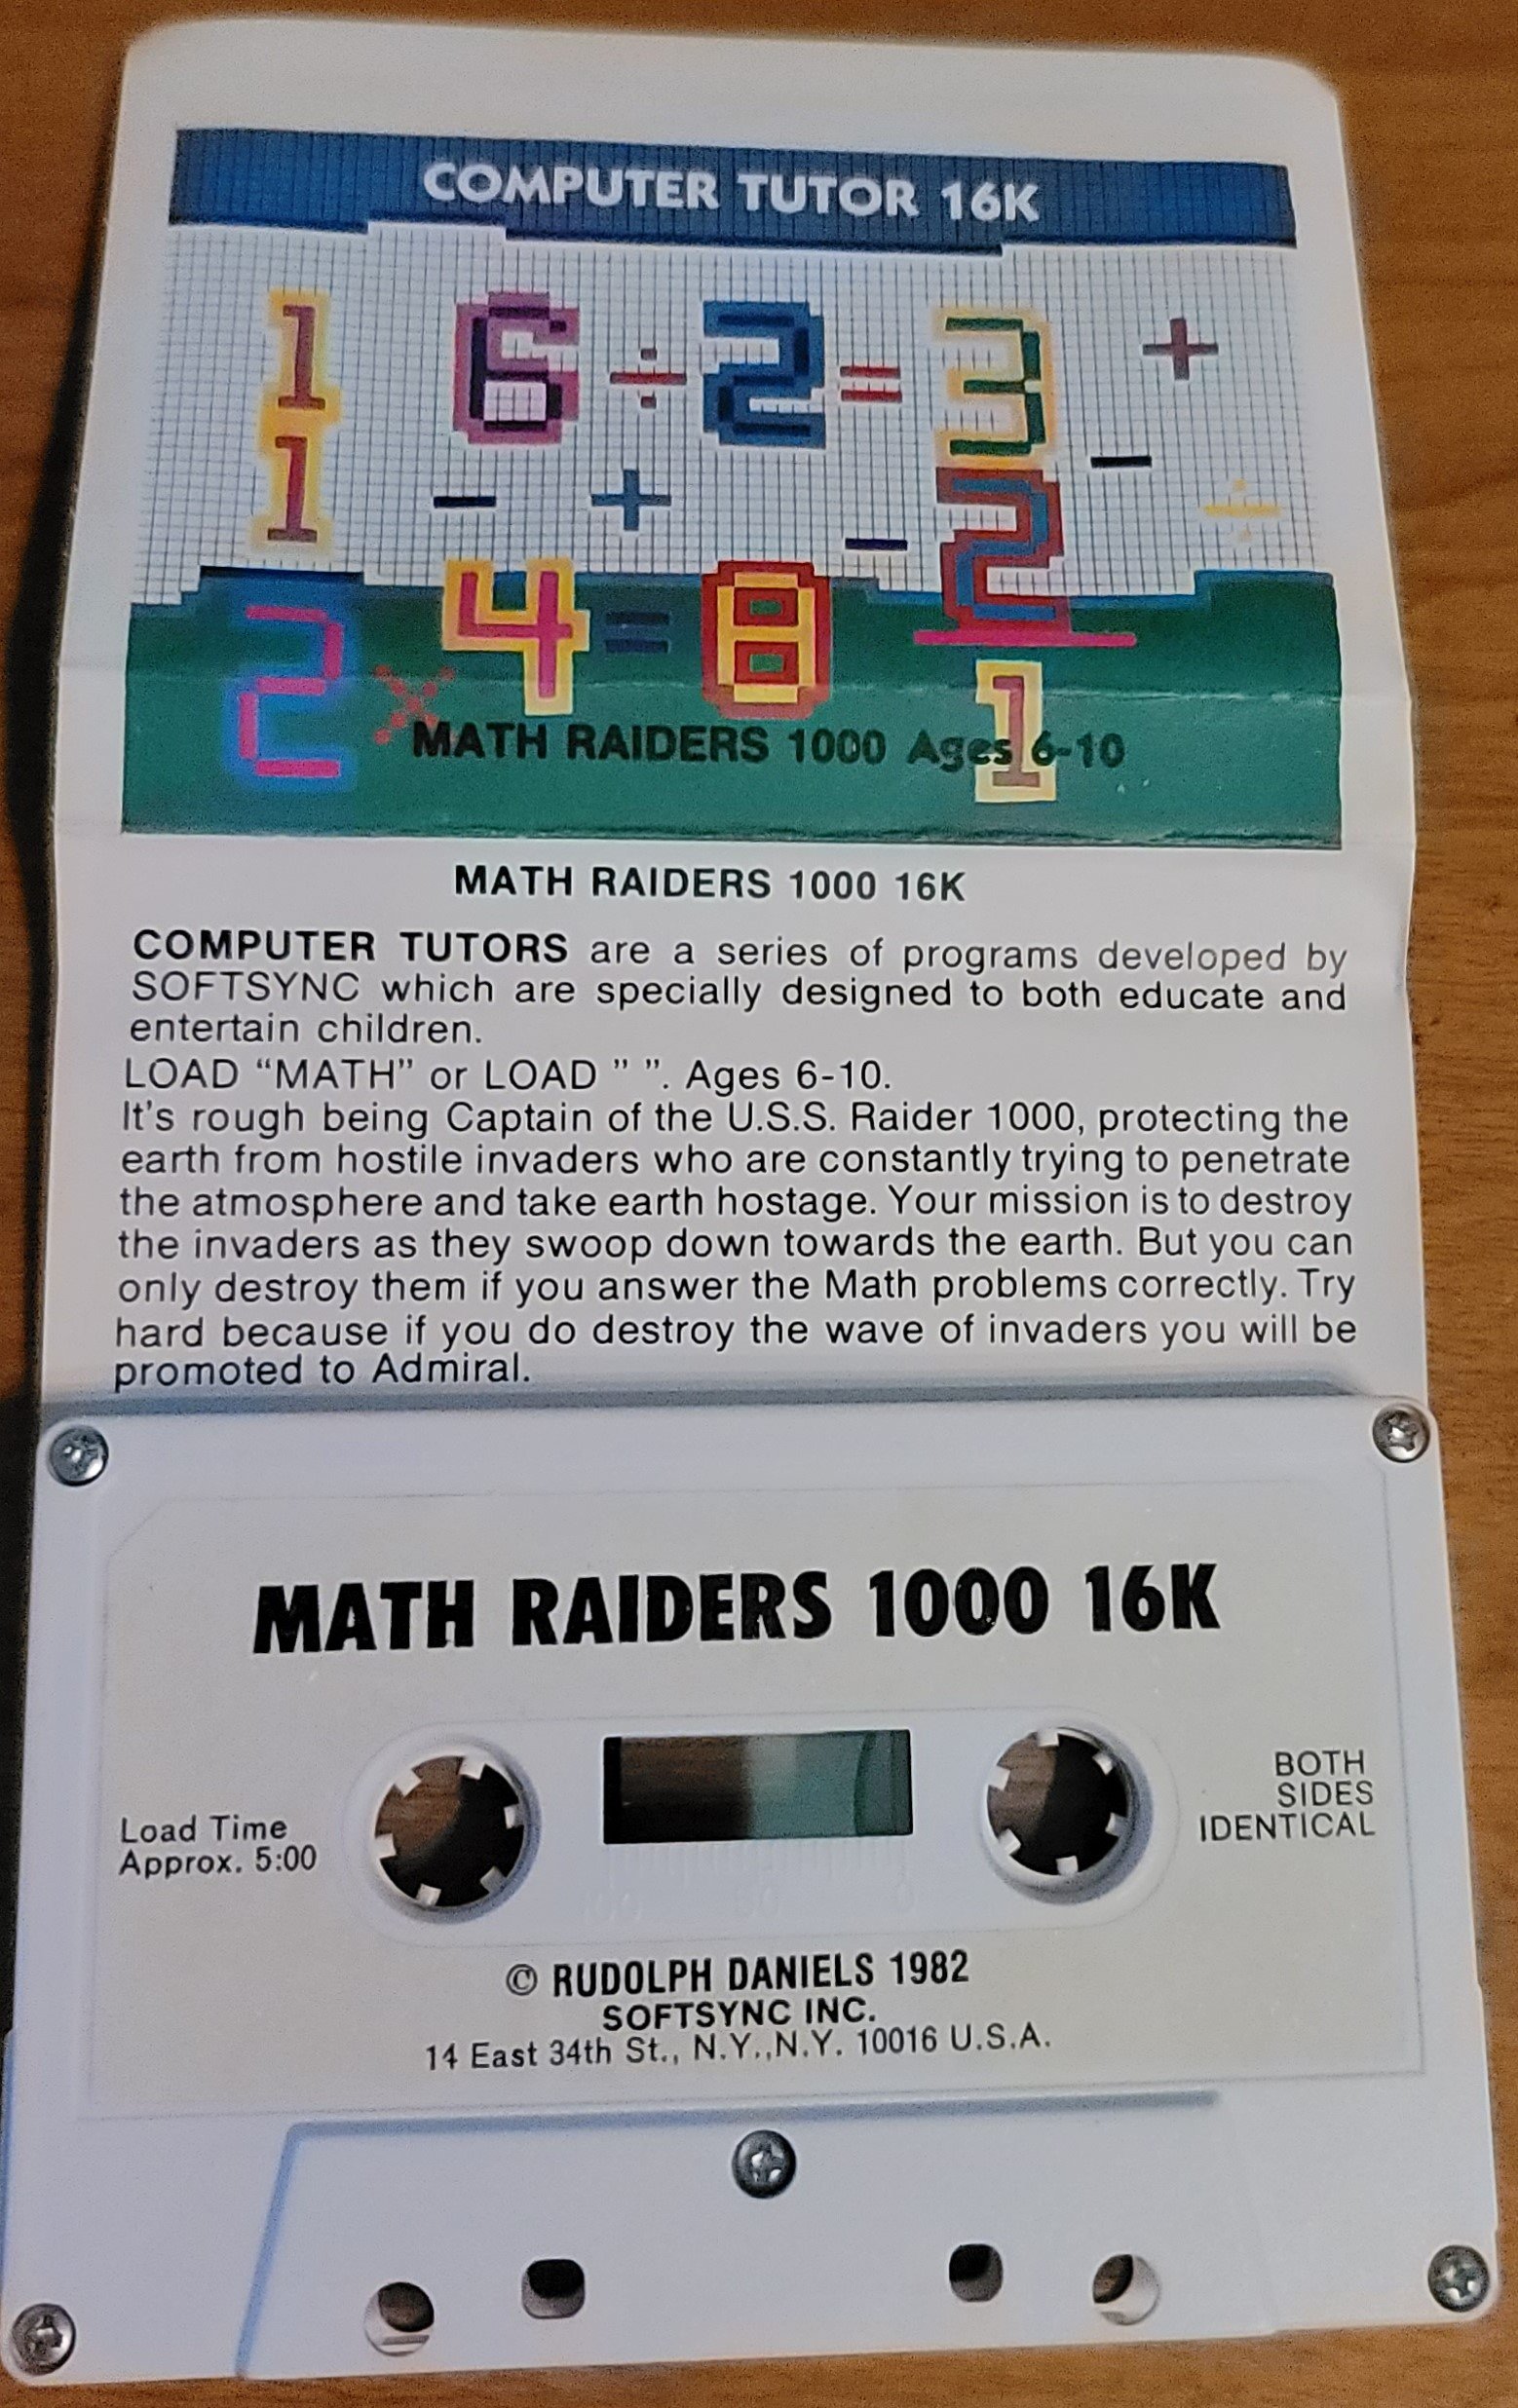 COMPUTER TUTOR 16K
1 6 ÷ 2 = 3 +
1 - + - 2 - ÷
2 × 4 = 8
1
MATH RAIDERS 1000 Ages 6-10
MATH RAIDERS 1000 16K
COMPUTER TUTORS are a series of programs developed by
SOFTSYNC which are specially designed to both educate and
entertain children.
LOAD “MATH” or LOAD ” ”. Ages 6-10.
It's rough being Captain of the U.S.S. Raider 1000, protecting the
earth from hostile invaders who are constantly trying to penetrate
the atmosphere and take earth hostage. Your mission is to destroy
the invaders as they swoop down towards the earth. But you can
only destroy them if you answer the Math problems correctly. Try
hard because if you do destroy the wave of invaders you will be
promoted to Admiral.
MATH RAIDERS 1000 16K
Load Time
Approx. 5:00
BOTH
SIDES
IDENTICAL
© RUDOLPH DANIELS 1982
SOFTSYNC INC.
14 East 34th St., N.Y.,N.Y. 10016 U.S.A.